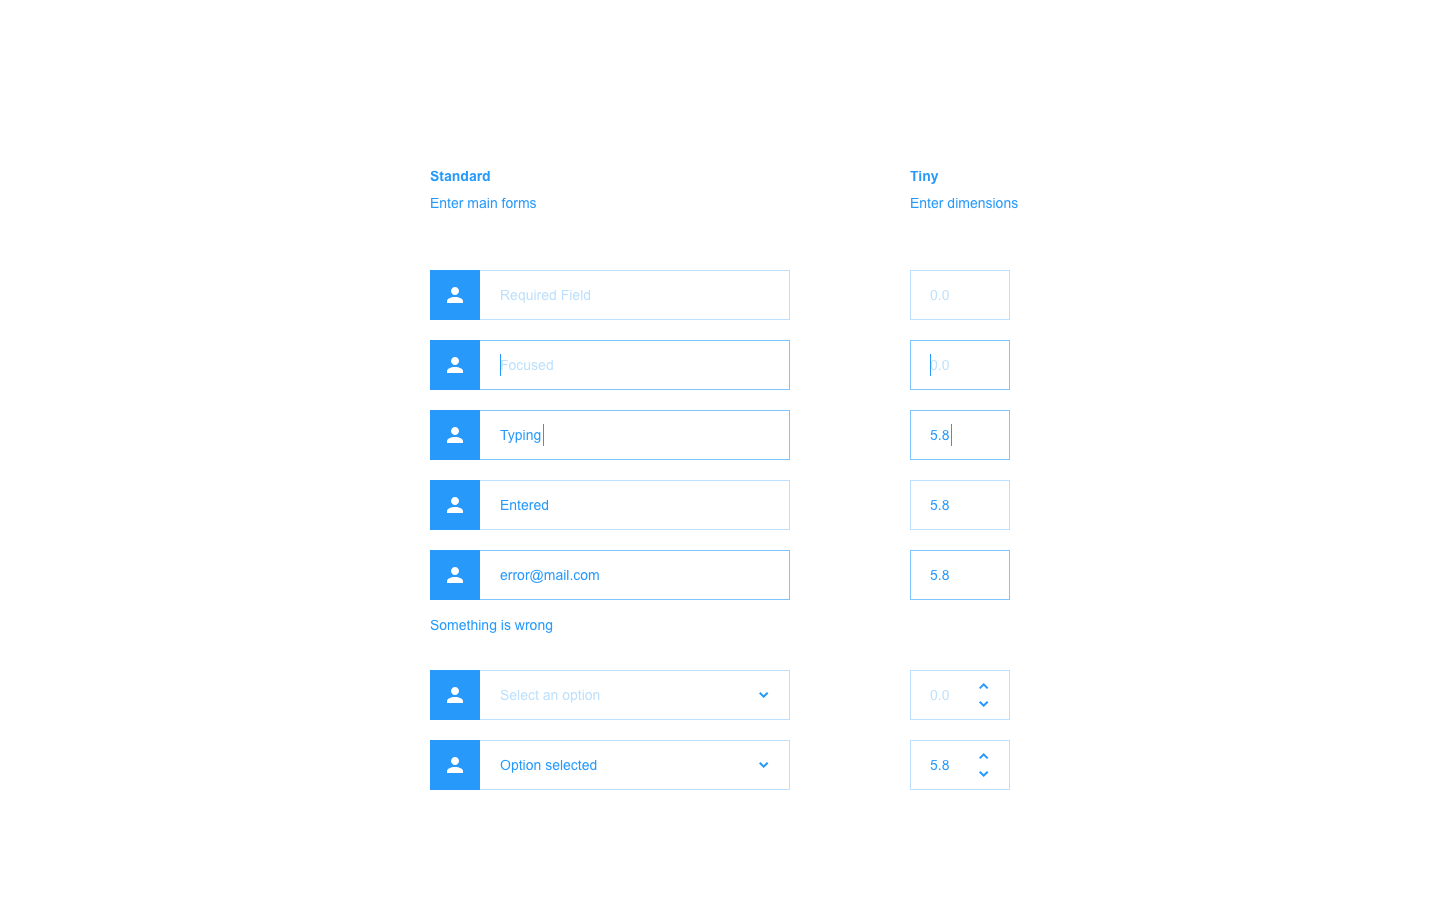 Standard
Enter main forms
Required Field
Focused
Typing
Entered
error@mail.com
Something is wrong
Select an option
Option selected
Tiny
Enter dimensions
0.0
0.0
5.8
5.8
5.8
0.0
5.8